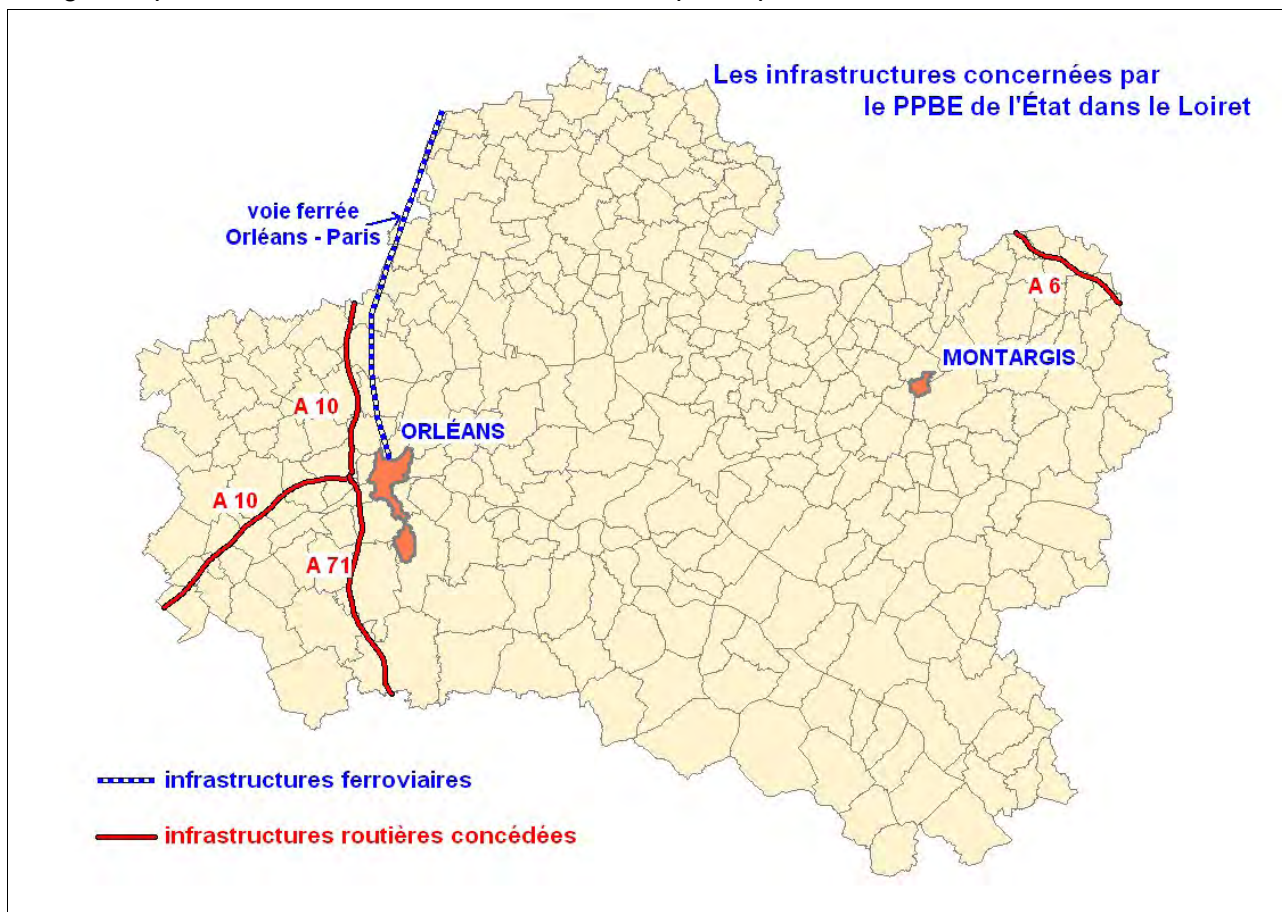 Les infrastructures concernées par
le PPBE de l'État dans le Loiret
voie ferrée
Orléans - Paris
A 6
MONTARGIS
A 10
ORLÉANS
A 10
A 71
infrastructures ferroviaires
infrastructures routières concédées